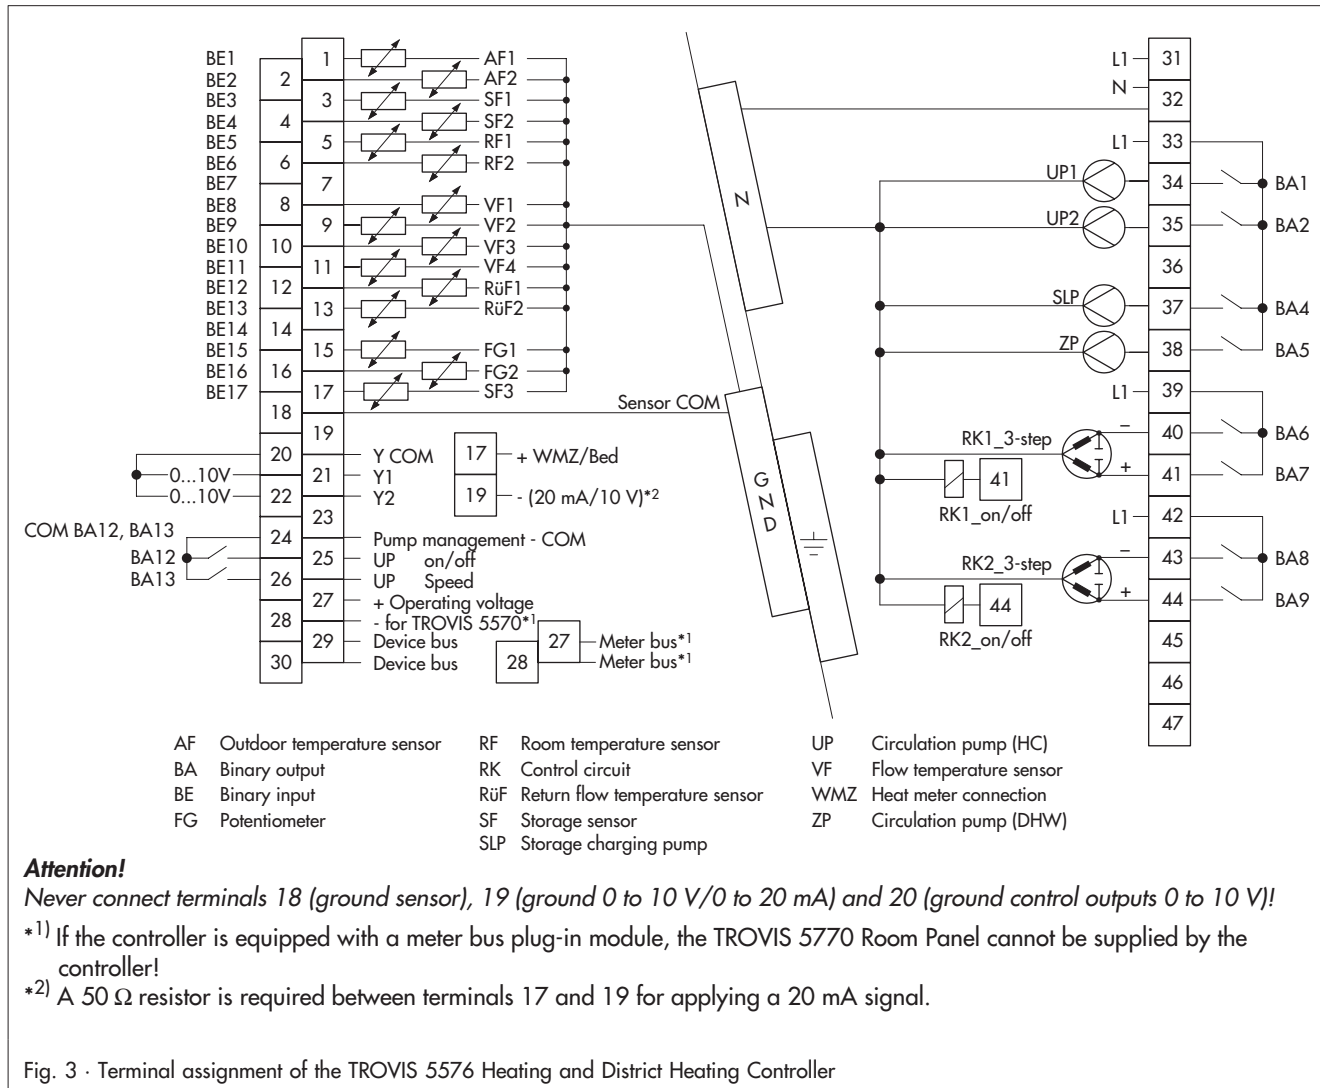 BE1 1 AF1
BE2 2 AF2
BE3 3 SF1
BE4 4 SF2
BE5 5 RF1
BE6 6 RF2
BE7 7
BE8 8 VF1
BE9 9 VF2
BE10 10 VF3
BE11 11 VF4
BE12 12 RüF1
BE13 13 RüF2
BE14 14
BE15 15 FG1
BE16 16 FG2
BE17 17 SF3
18 Sensor COM
19
20 Y COM
0...10V 21 Y1
0...10V 22 Y2
17 + WMZ/Bed
19 - (20 mA/10 V)*2
23
COM BA12, BA13 24 Pump management - COM
BA12 25 UP on/off
BA13 26 UP Speed
27 + Operating voltage
28 - for TROVIS 5570*1
29 Device bus
30 Device bus
27 Meter bus*1
28 Meter bus*1
N
GND
L1 31
N 32
L1 33
UP1 34 BA1
UP2 35 BA2
36
SLP 37 BA4
ZP 38 BA5
L1 39
RK1_3-step − 40 BA6
+ 41 BA7
41
RK1_on/off
L1 42
RK2_3-step − 43 BA8
+ 44 BA9
44
RK2_on/off
45
46
47
AF Outdoor temperature sensor
BA Binary output
BE Binary input
FG Potentiometer
RF Room temperature sensor
RK Control circuit
RüF Return flow temperature sensor
SF Storage sensor
SLP Storage charging pump
UP Circulation pump (HC)
VF Flow temperature sensor
WMZ Heat meter connection
ZP Circulation pump (DHW)
Attention!
Never connect terminals 18 (ground sensor), 19 (ground 0 to 10 V/0 to 20 mA) and 20 (ground control outputs 0 to 10 V)!
*1) If the controller is equipped with a meter bus plug-in module, the TROVIS 5770 Room Panel cannot be supplied by the
controller!
*2) A 50 Ω resistor is required between terminals 17 and 19 for applying a 20 mA signal.
Fig. 3 · Terminal assignment of the TROVIS 5576 Heating and District Heating Controller